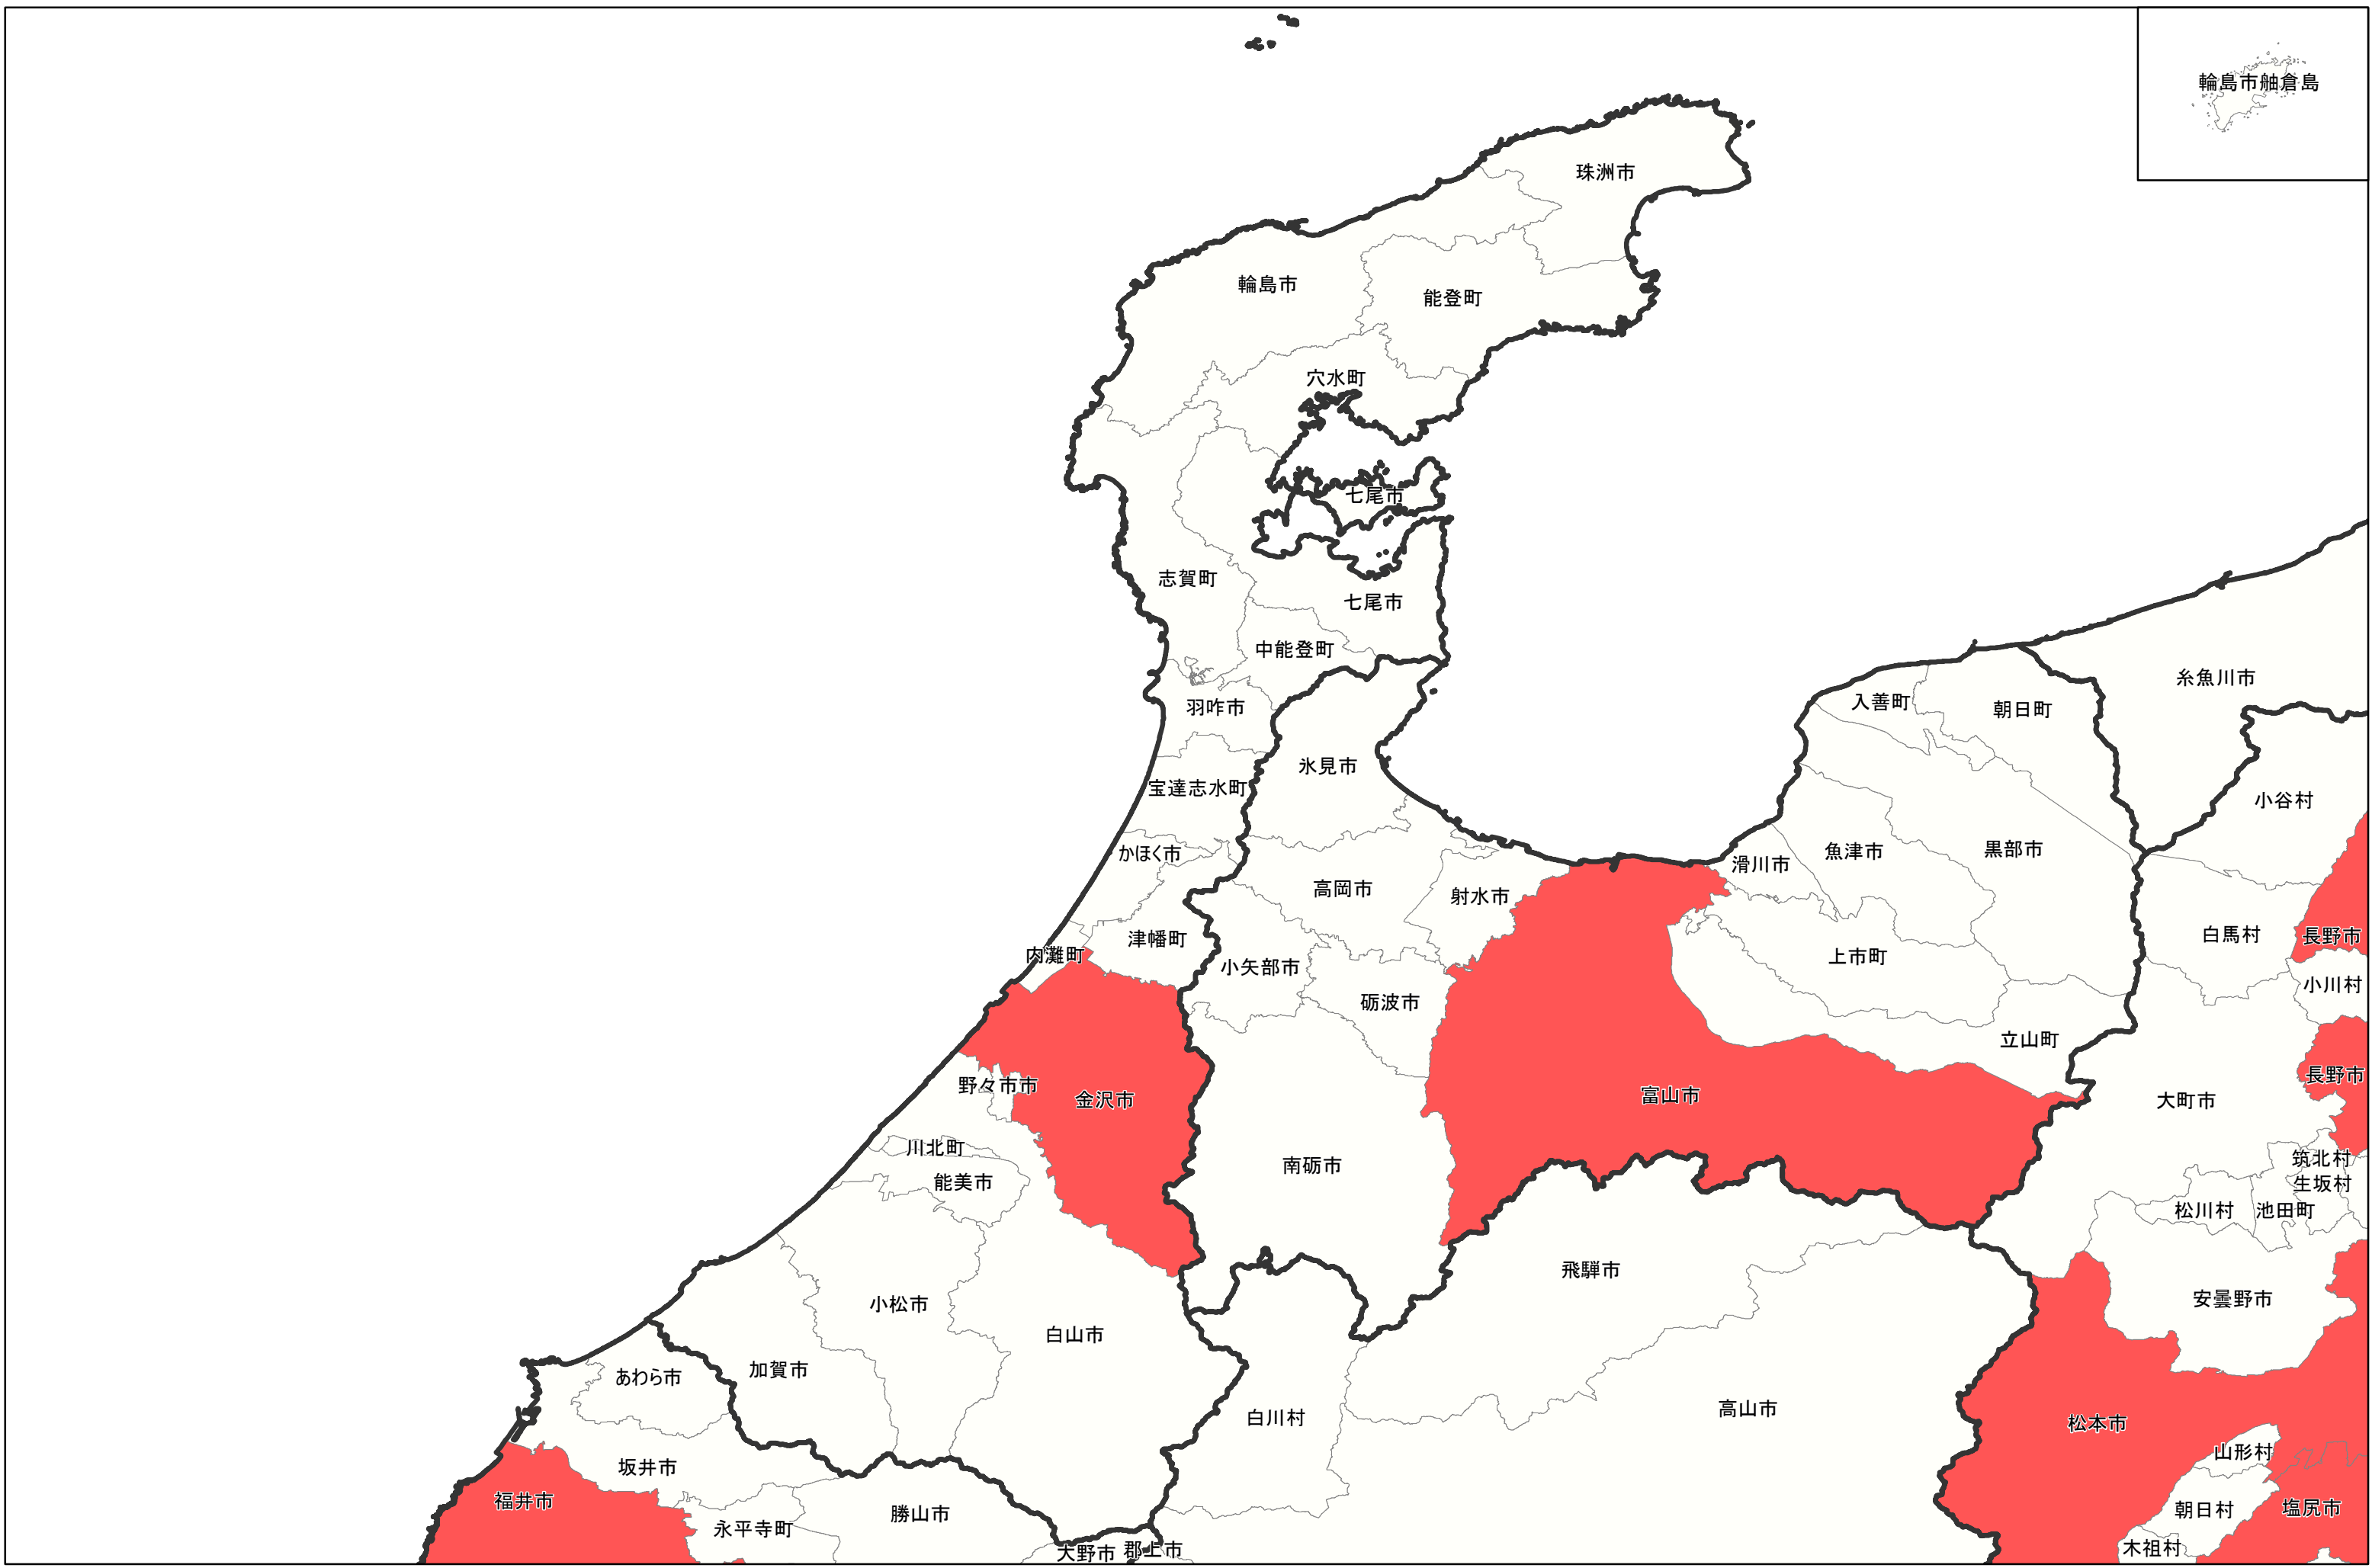 輪島市舳倉島
珠洲市
輪島市
能登町
穴水町
七尾市
志賀町
七尾市
中能登町
糸魚川市
羽咋市
入善町
朝日町
氷見市
宝達志水町
小谷村
かほく市
魚津市
黒部市
滑川市
高岡市
射水市
津幡町
白馬村
長野市
内灘町
小矢部市
上市町
小川村
砺波市
立山町
長野市
野々市市
金沢市
富山市
大町市
川北町
筑北村
南砺市
能美市
生坂村
松川村
池田町
飛騨市
小松市
安曇野市
白山市
加賀市
あわら市
高山市
白川村
松本市
山形村
坂井市
福井市
朝日村
塩尻市
勝山市
永平寺町
木祖村
大野市
郡上市